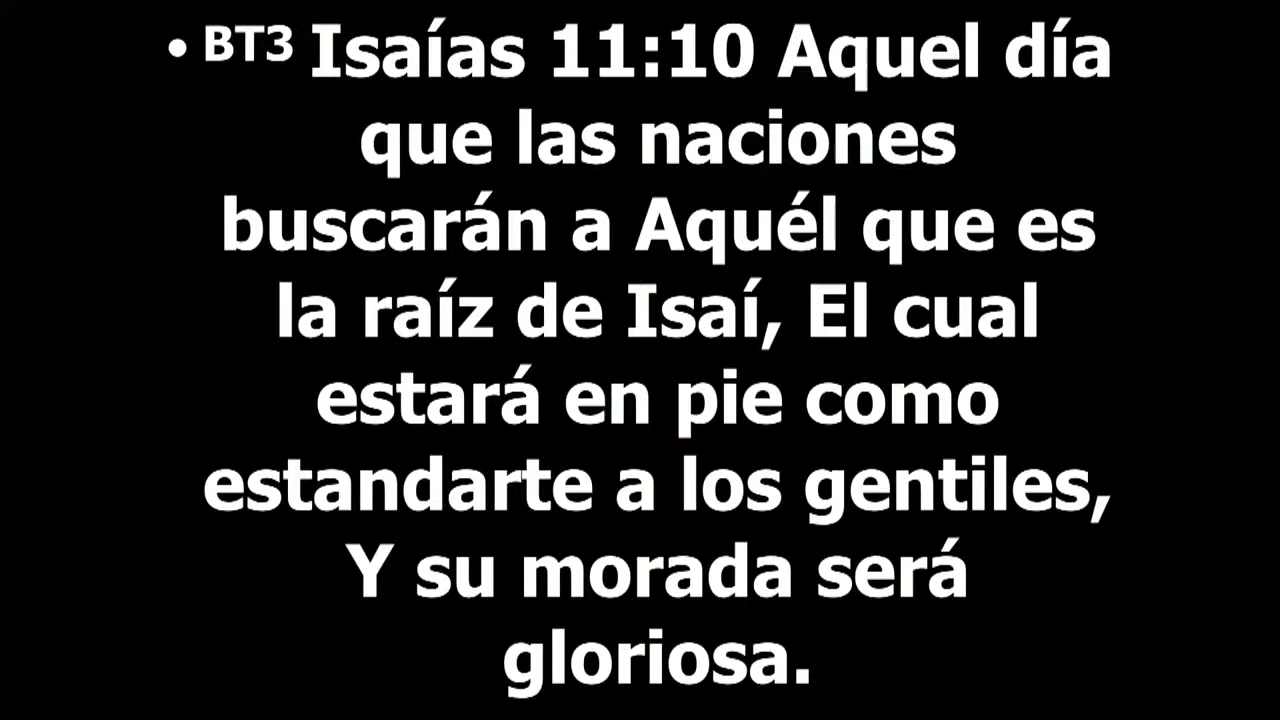 • BT3 Isaías 11:10 Aquel día
que las naciones
buscarán a Aquél que es
la raíz de Isaí, El cual
estará en pie como
estandarte a los gentiles,
Y su morada será
gloriosa.